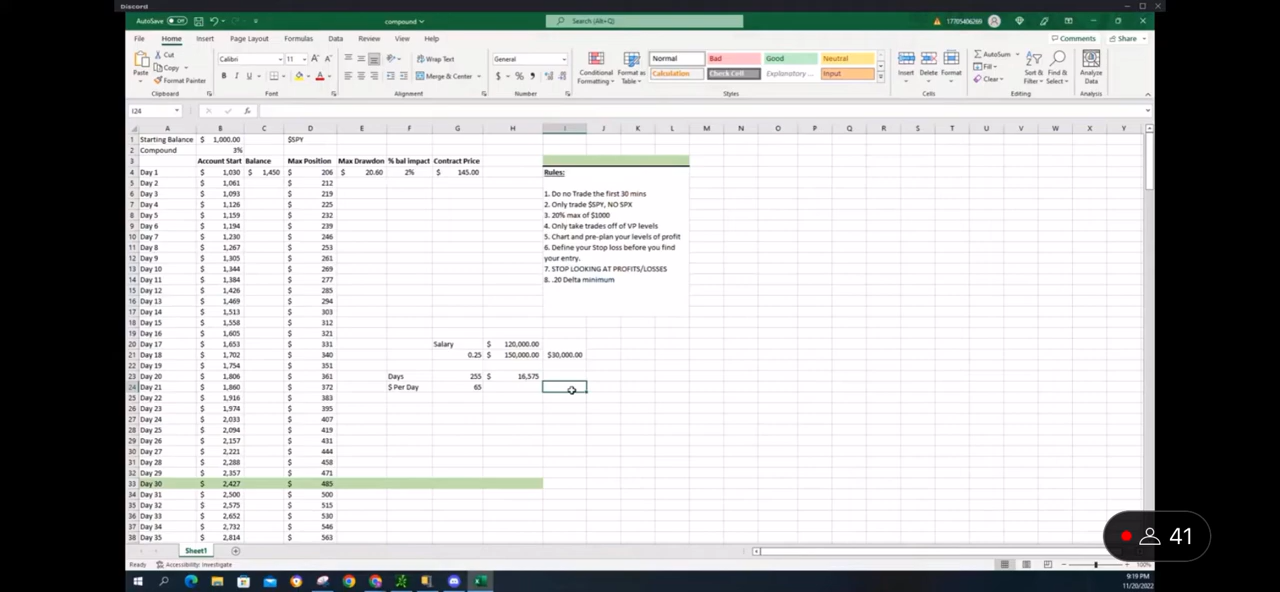 Discord
AutoSave Off
compound
Search (Alt+Q)
17705406269
File Home Insert Page Layout Formulas Data Review View Help
Comments Share
Paste
Cut
Copy
Format Painter
Clipboard
Calibri 11
B I U
Font
Wrap Text
Merge & Center
Alignment
General
$ % ,
Number
Conditional Formatting
Format as Table
Normal Bad Good Neutral
Calculation Check Cell Explanatory ... Input
Styles
Insert Delete Format
Cells
AutoSum
Fill
Clear
Sort & Filter
Find & Select
Editing
Analyze Data
Analysis
I24
fx
A B C D E F G H I J K L M N O P Q R S T U V W X Y
1 Starting Balance $ 1,000.00 $SPY
2 Compound 3%
3 Account Start Balance Max Position Max Drawdon % bal impact Contract Price
4 Day 1 $ 1,030 $ 1,450 $ 206 $ 20.60 2% $ 145.00 Rules:
5 Day 2 $ 1,061 $ 212
6 Day 3 $ 1,093 $ 219 1. Do no Trade the first 30 mins
7 Day 4 $ 1,126 $ 225 2. Only trade $SPY, NO SPX
8 Day 5 $ 1,159 $ 232 3. 20% max of $1000
9 Day 6 $ 1,194 $ 239 4. Only take trades off of VP levels
10 Day 7 $ 1,230 $ 246 5. Chart and pre-plan your levels of profit
11 Day 8 $ 1,267 $ 253 6. Define your Stop loss before you find
12 Day 9 $ 1,305 $ 261 your entry.
13 Day 10 $ 1,344 $ 269 7. STOP LOOKING AT PROFITS/LOSSES
14 Day 11 $ 1,384 $ 277 8. .20 Delta minimum
15 Day 12 $ 1,426 $ 285
16 Day 13 $ 1,469 $ 294
17 Day 14 $ 1,513 $ 303
18 Day 15 $ 1,558 $ 312
19 Day 16 $ 1,605 $ 321
20 Day 17 $ 1,653 $ 331 Salary $ 120,000.00
21 Day 18 $ 1,702 $ 340 0.25 $ 150,000.00 $30,000.00
22 Day 19 $ 1,754 $ 351
23 Day 20 $ 1,806 $ 361 Days 255 $ 16,575
24 Day 21 $ 1,860 $ 372 $ Per Day 65
25 Day 22 $ 1,916 $ 383
26 Day 23 $ 1,974 $ 395
27 Day 24 $ 2,033 $ 407
28 Day 25 $ 2,094 $ 419
29 Day 26 $ 2,157 $ 431
30 Day 27 $ 2,221 $ 444
31 Day 28 $ 2,288 $ 458
32 Day 29 $ 2,357 $ 471
33 Day 30 $ 2,427 $ 485
34 Day 31 $ 2,500 $ 500
35 Day 32 $ 2,575 $ 515
36 Day 33 $ 2,652 $ 530
37 Day 34 $ 2,732 $ 546
38 Day 35 $ 2,814 $ 563
41
Sheet1
Ready Accessibility: Investigate
100%
9:19 PM
11/20/2022